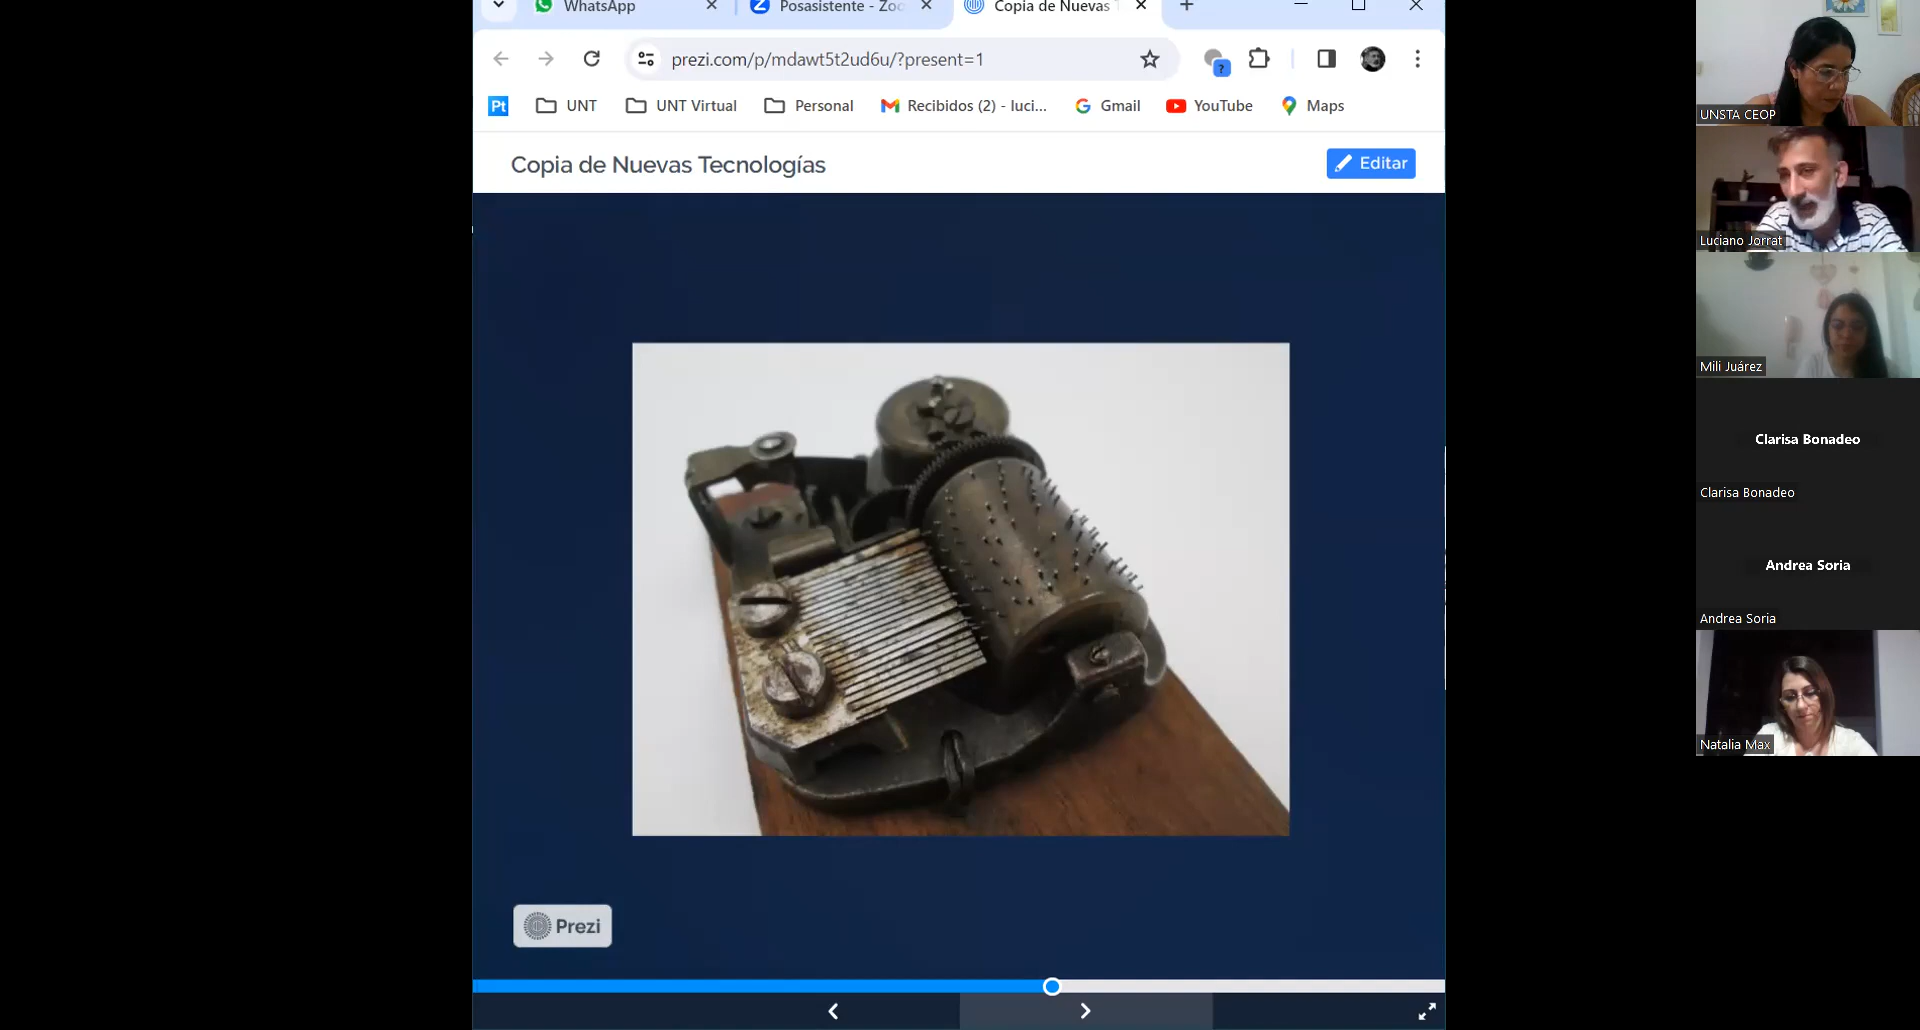 WhatsApp
Posasistente - Zoo
Copia de Nuevas T
prezi.com/p/mdawt5t2ud6u/?present=1
Pt
UNT
UNT Virtual
Personal
Recibidos (2) - luci...
Gmail
YouTube
Maps
Copia de Nuevas Tecnologías
Editar
Prezi
UNSTA CEOP
Luciano Jorrat
Mili Juárez
Clarisa Bonadeo
Clarisa Bonadeo
Andrea Soria
Andrea Soria
Natalia Max